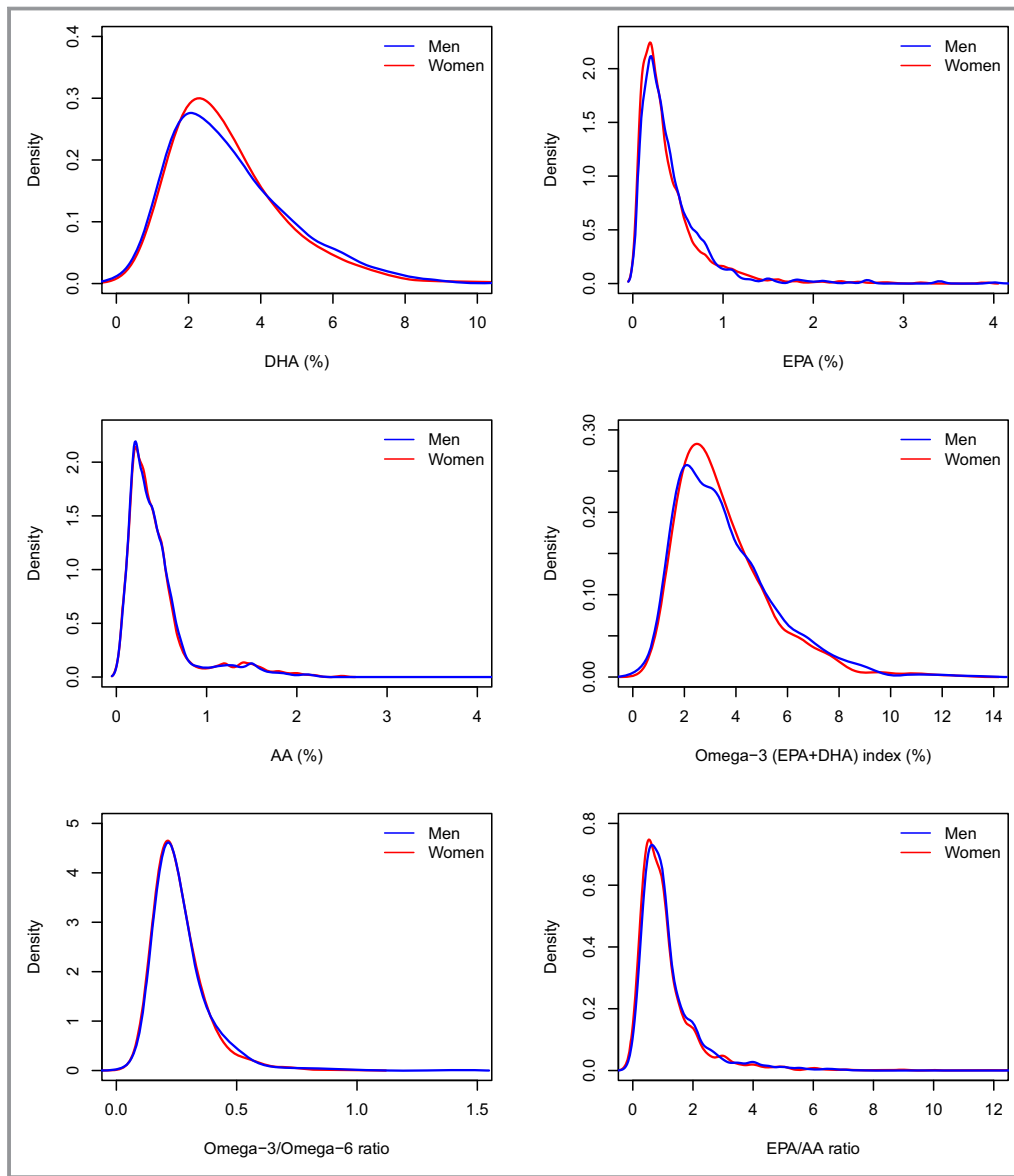 0.4
0.3
0.2
0.1
0.0
Density
Men
Women
0 2 4 6 8 10
DHA (%)
2.0
1.5
1.0
0.5
0.0
Density
Men
Women
0 1 2 3 4
EPA (%)
2.0
1.5
1.0
0.5
0.0
Density
Men
Women
0 1 2 3 4
AA (%)
0.30
0.20
0.10
0.00
Density
Men
Women
0 2 4 6 8 10 12 14
Omega−3 (EPA+DHA) index (%)
5
4
3
2
1
0
Density
Men
Women
0.0 0.5 1.0 1.5
Omega−3/Omega−6 ratio
0.8
0.6
0.4
0.2
0.0
Density
Men
Women
0 2 4 6 8 10 12
EPA/AA ratio